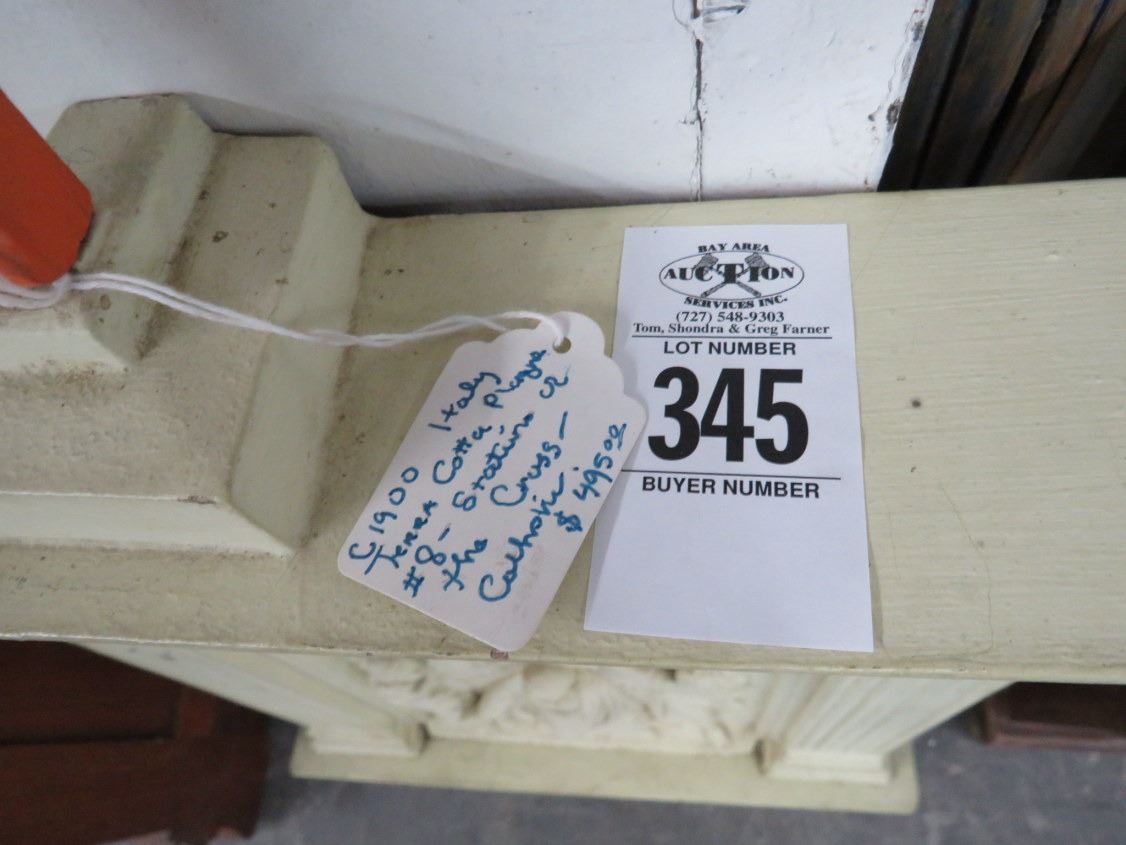 C1900 Italy
Terra Cotta Plaque
#8- Stations of
the Cross-
Catholic
$495.00
BAY AREA
AUCTION
SERVICES INC.
(727) 548-9303
Tom, Shondra & Greg Farner
LOT NUMBER
345
BUYER NUMBER